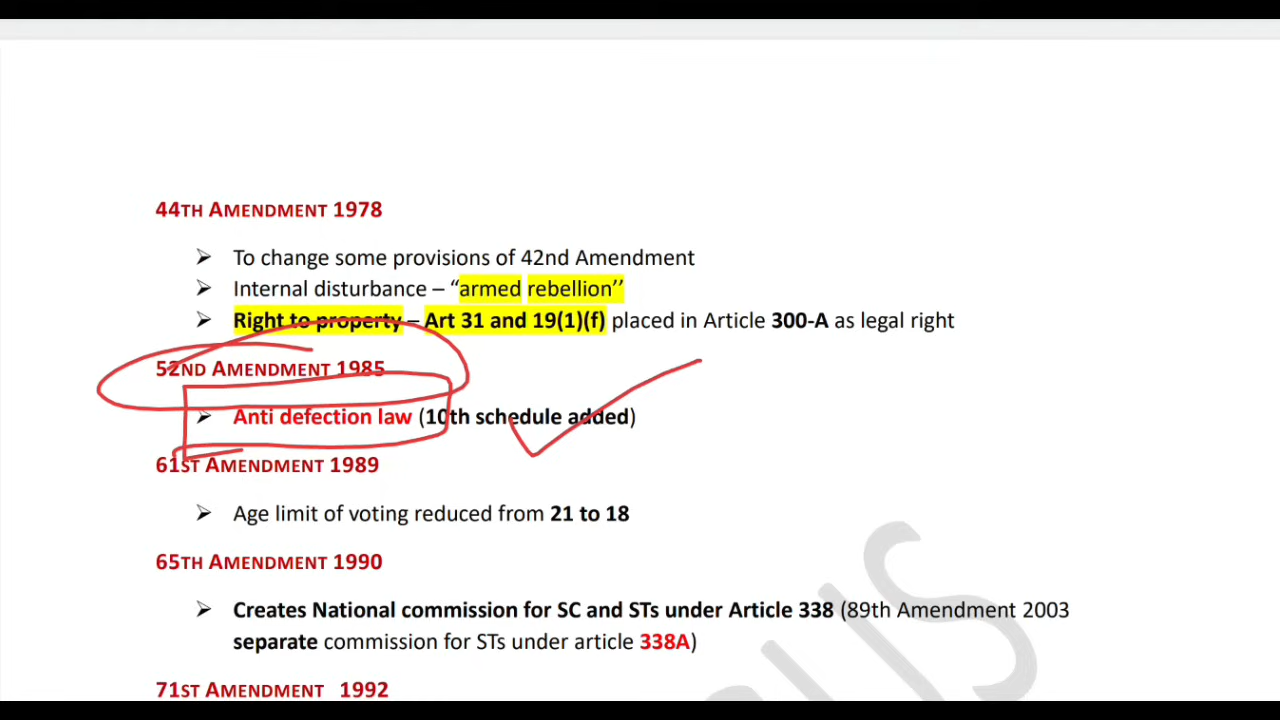 44TH AMENDMENT 1978
➢ To change some provisions of 42nd Amendment
➢ Internal disturbance – “armed rebellion’’
➢ Right to property – Art 31 and 19(1)(f) placed in Article 300-A as legal right
52ND AMENDMENT 1985
➢ Anti defection law (10th schedule added)
61ST AMENDMENT 1989
➢ Age limit of voting reduced from 21 to 18
65TH AMENDMENT 1990
➢ Creates National commission for SC and STs under Article 338 (89th Amendment 2003
separate commission for STs under article 338A)
71ST AMENDMENT 1992